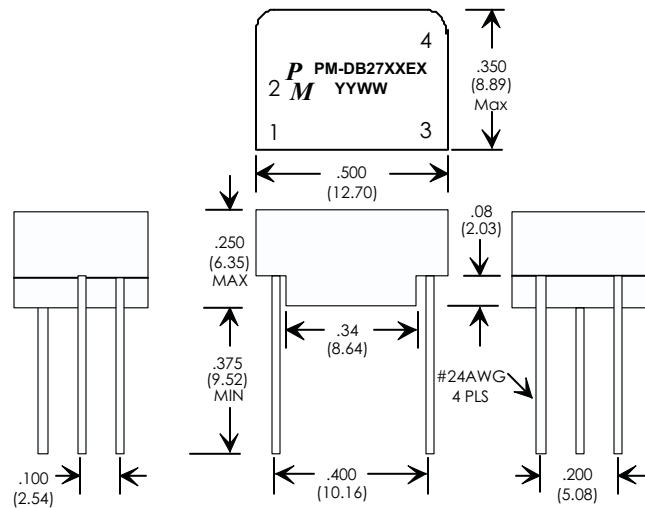 4
P PM-DB27XXEX
2 M YYWW
1 3
.350
(8.89)
Max
.500
(12.70)
.08
(2.03)
.250
(6.35)
MAX
.34
(8.64)
.375
(9.52)
MIN
#24AWG
4 PLS
.100
(2.54)
.400
(10.16)
.200
(5.08)